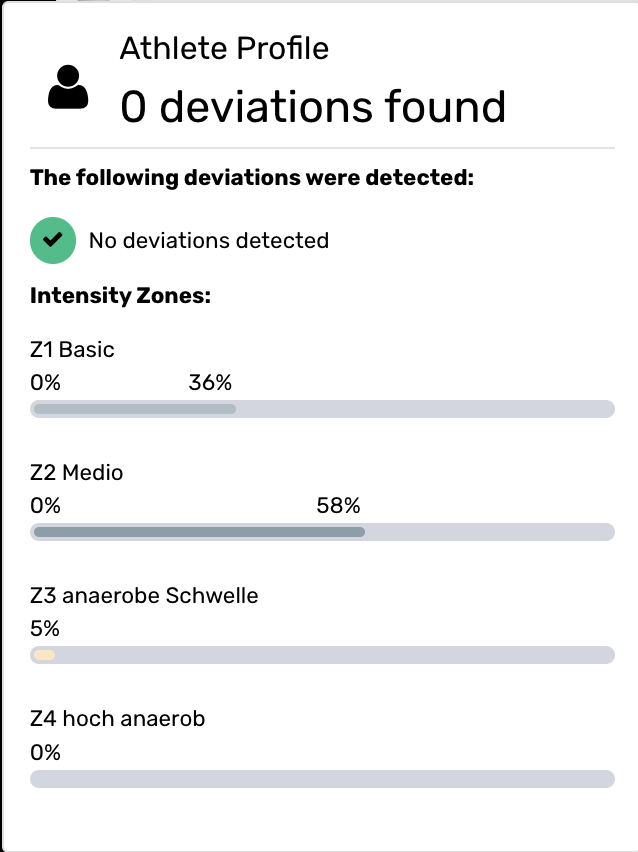 Athlete Profile
0 deviations found
The following deviations were detected:
No deviations detected
Intensity Zones:
Z1 Basic
0% 36%
Z2 Medio
0% 58%
Z3 anaerobe Schwelle
5%
Z4 hoch anaerob
0%